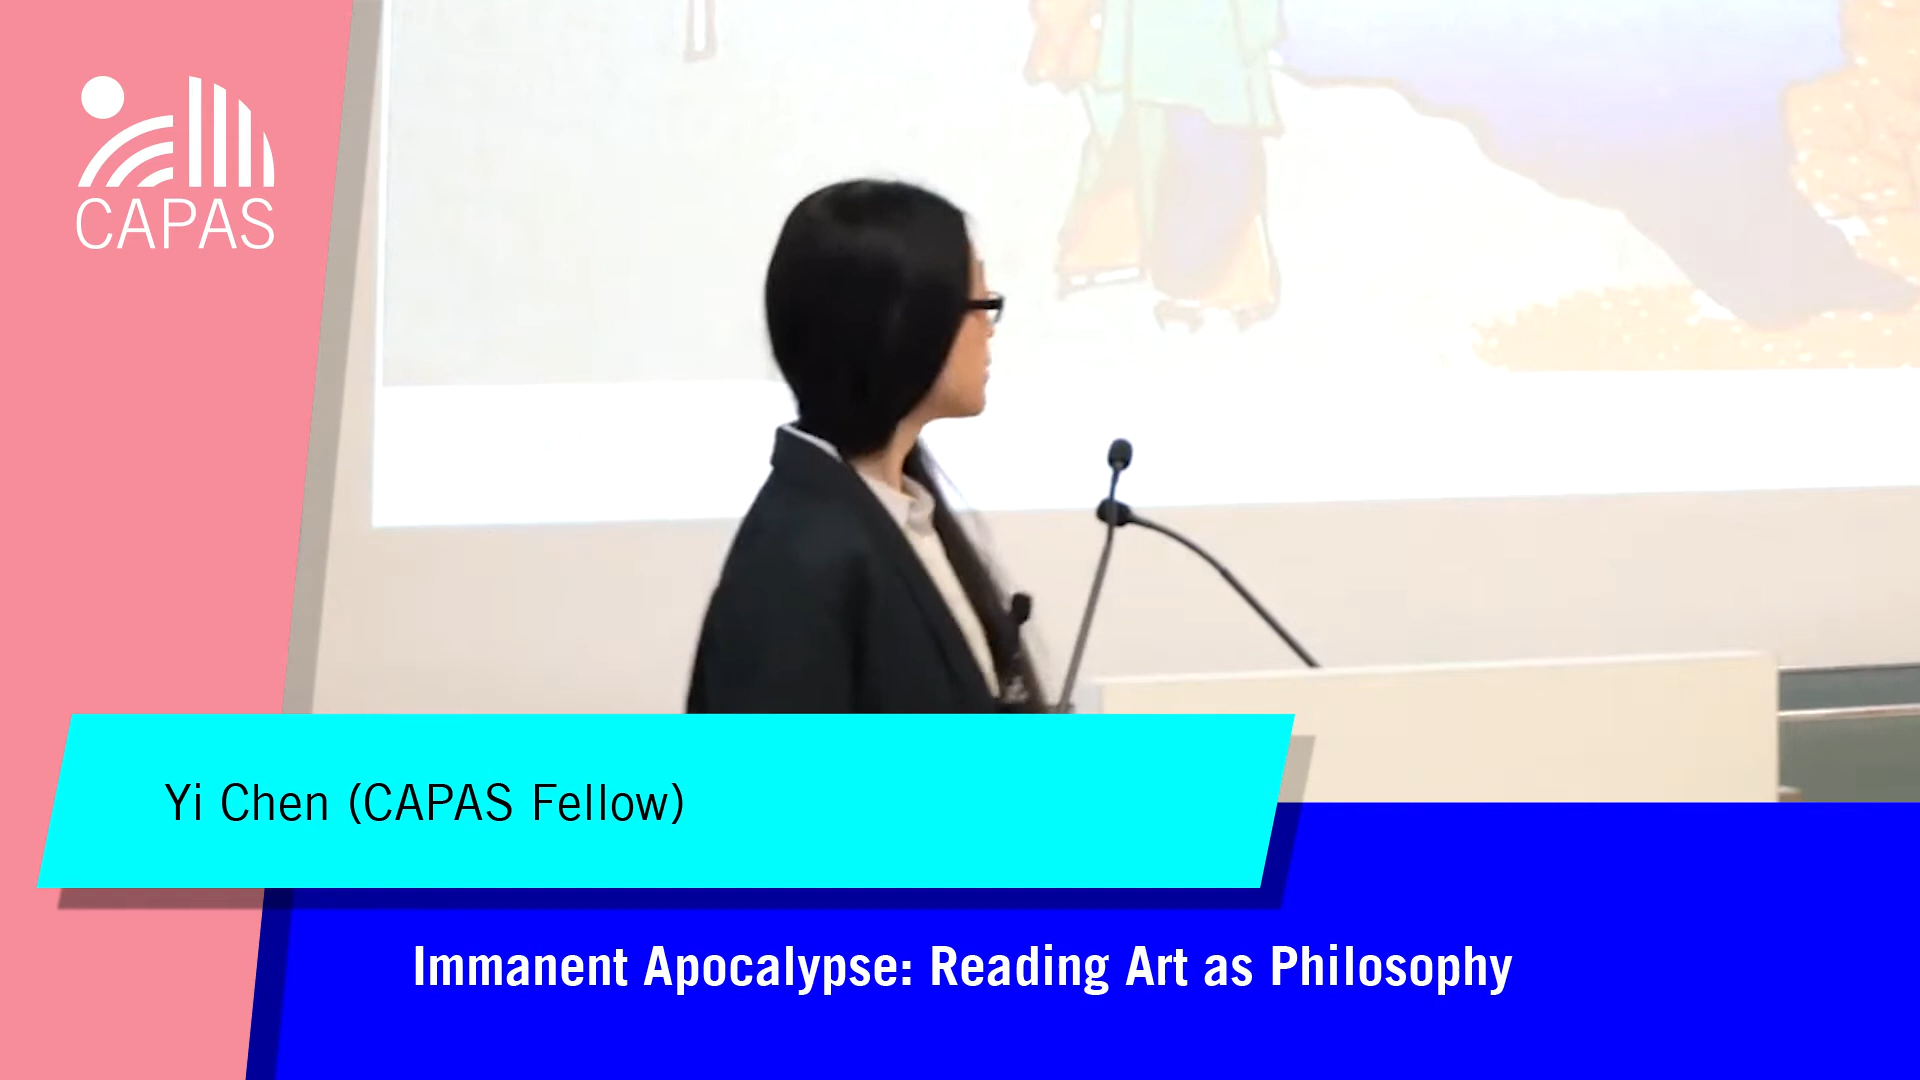 CAPAS
Yi Chen (CAPAS Fellow)
Immanent Apocalypse: Reading Art as Philosophy